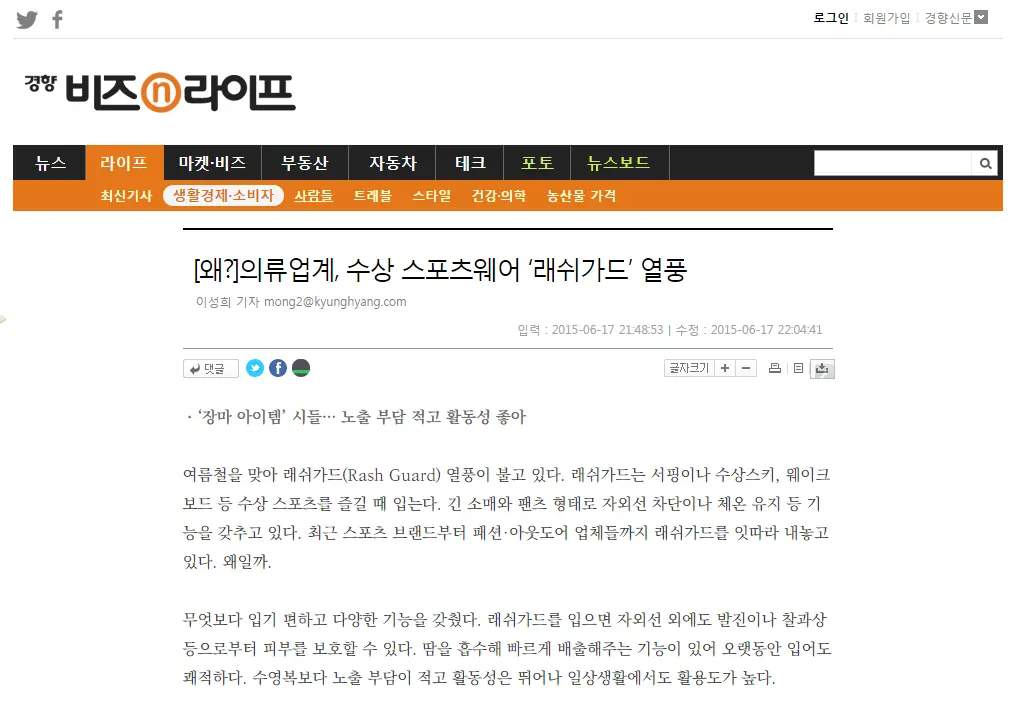 로그인 회원가입 경향신문
경향 비즈n라이프
뉴스 라이프 마켓·비즈 부동산 자동차 테크 포토 뉴스보드
최신기사 생활경제·소비자 사람들 트래블 스타일 건강·의학 농산물 가격
[왜?]의류업계, 수상 스포츠웨어 ‘래쉬가드’ 열풍
이성희 기자 mong2@kyunghyang.com
입력 : 2015-06-17 21:48:53 | 수정 : 2015-06-17 22:04:41
댓글 글자크기 + -
· ‘장마 아이템’ 시들… 노출 부담 적고 활동성 좋아
여름철을 맞아 래쉬가드(Rash Guard) 열풍이 불고 있다. 래쉬가드는 서핑이나 수상스키, 웨이크
보드 등 수상 스포츠를 즐길 때 입는다. 긴 소매와 팬츠 형태로 자외선 차단이나 체온 유지 등 기
능을 갖추고 있다. 최근 스포츠 브랜드부터 패션·아웃도어 업체들까지 래쉬가드를 잇따라 내놓고
있다. 왜일까.
무엇보다 입기 편하고 다양한 기능을 갖췄다. 래쉬가드를 입으면 자외선 외에도 발진이나 찰과상
등으로부터 피부를 보호할 수 있다. 땀을 흡수해 빠르게 배출해주는 기능이 있어 오랫동안 입어도
쾌적하다. 수영복보다 노출 부담이 적고 활동성은 뛰어나 일상생활에서도 활용도가 높다.